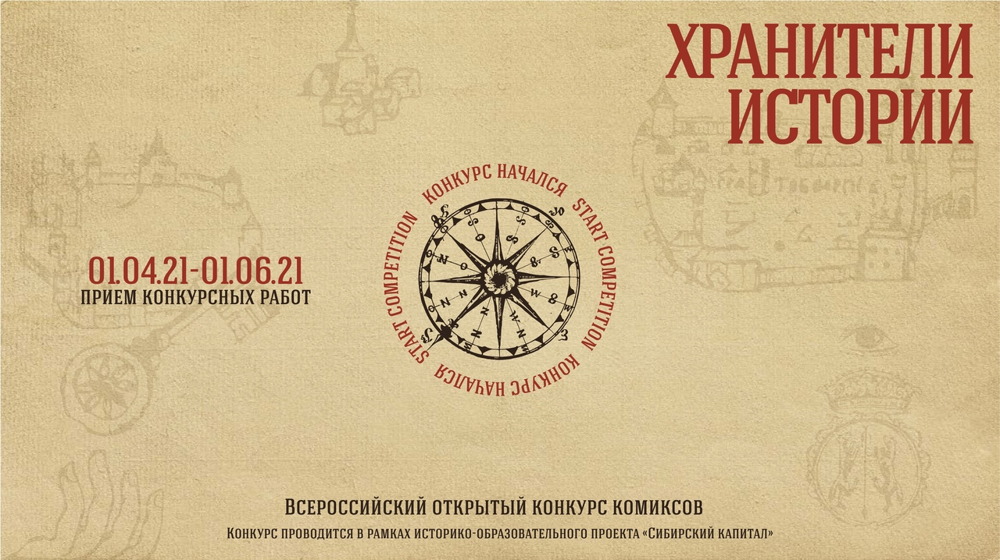 ХРАНИТЕЛИ
ИСТОРИИ
КОНКУРС НАЧАЛСЯ
START COMPETITION
КОНКУРС НАЧАЛСЯ
START COMPETITION
01.04.21-01.06.21
ПРИЕМ КОНКУРСНЫХ РАБОТ
ВСЕРОССИЙСКИЙ ОТКРЫТЫЙ КОНКУРС КОМИКСОВ
КОНКУРС ПРОВОДИТСЯ В РАМКАХ ИСТОРИКО-ОБРАЗОВАТЕЛЬНОГО ПРОЕКТА «СИБИРСКИЙ КАПИТАЛ»